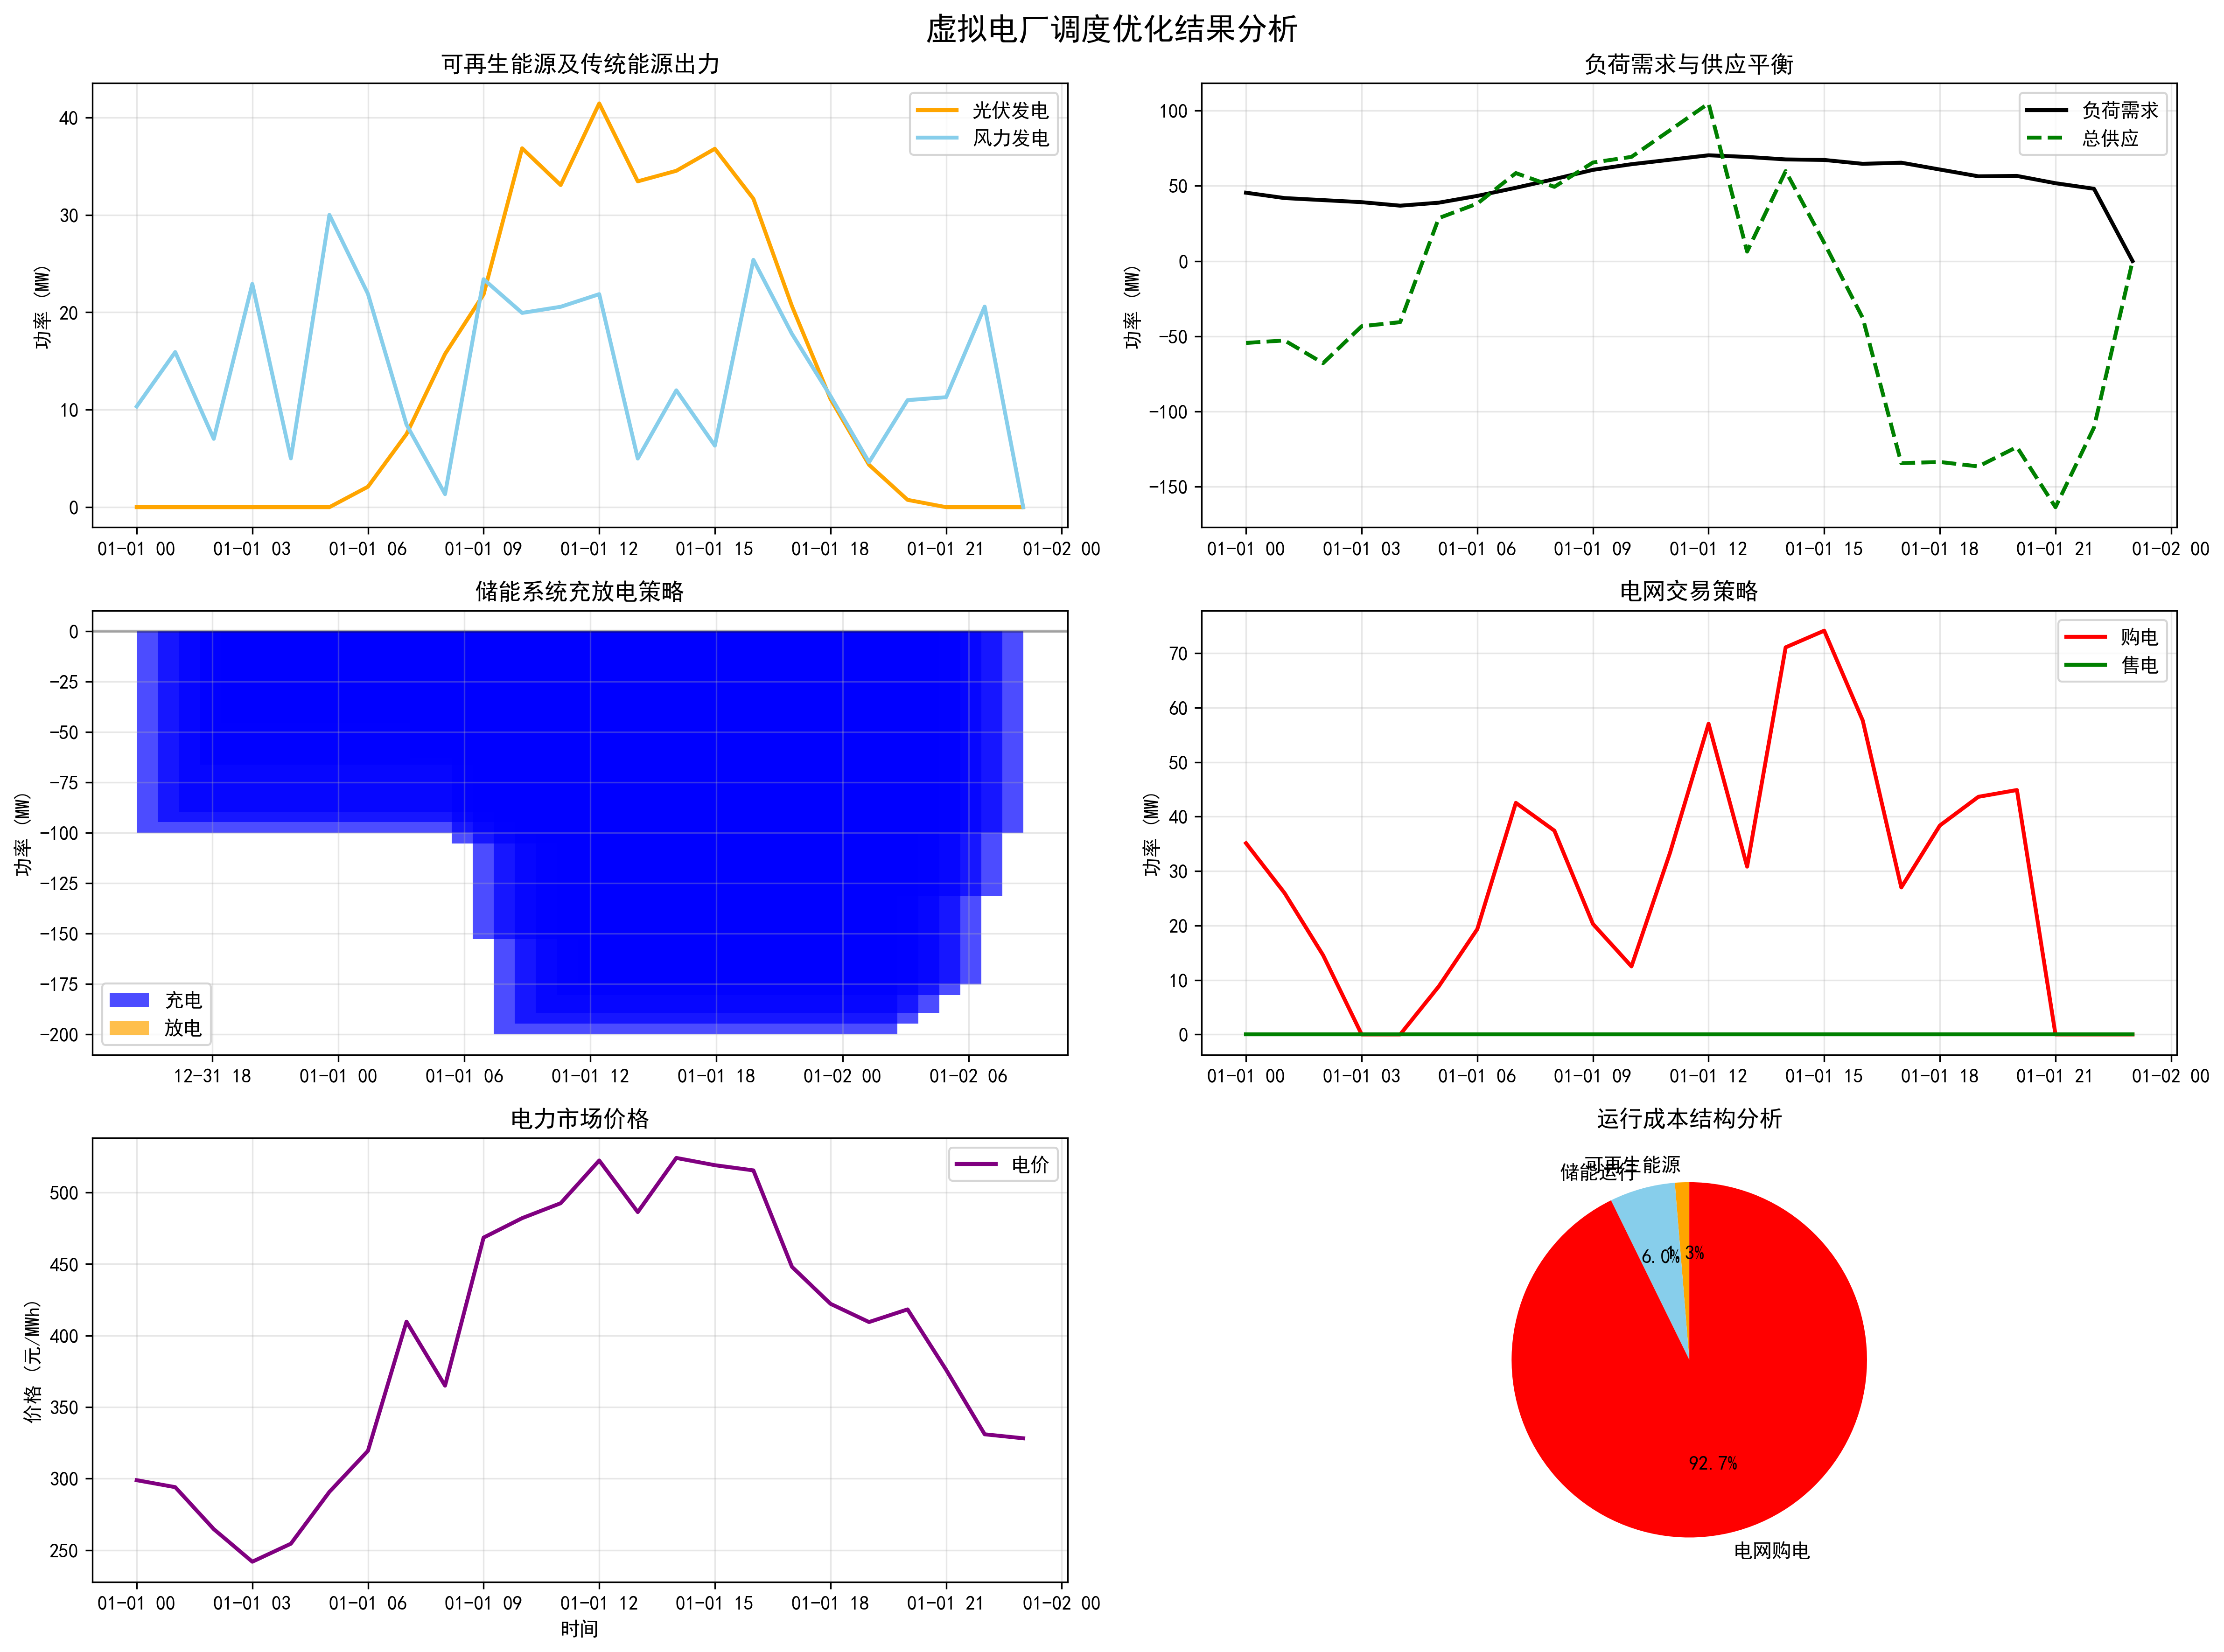 虚拟电厂调度优化结果分析
可再生能源及传统能源出力
功率 (MW)
40
30
20
10
0
光伏发电
风力发电
01-01 00 01-01 03 01-01 06 01-01 09 01-01 12 01-01 15 01-01 18 01-01 21 01-02 00
负荷需求与供应平衡
功率 (MW)
100
50
0
-50
-100
-150
负荷需求
总供应
01-01 00 01-01 03 01-01 06 01-01 09 01-01 12 01-01 15 01-01 18 01-01 21 01-02 00
储能系统充放电策略
功率 (MW)
0
-25
-50
-75
-100
-125
-150
-175
-200
充电
放电
12-31 18 01-01 00 01-01 06 01-01 12 01-01 18 01-02 00 01-02 06
电网交易策略
功率 (MW)
70
60
50
40
30
20
10
0
购电
售电
01-01 00 01-01 03 01-01 06 01-01 09 01-01 12 01-01 15 01-01 18 01-01 21 01-02 00
电力市场价格
价格 (元/MWh)
500
450
400
350
300
250
电价
01-01 00 01-01 03 01-01 06 01-01 09 01-01 12 01-01 15 01-01 18 01-01 21 01-02 00
时间
运行成本结构分析
可再生能源
储能运行
6.0%
1.3%
92.7%
电网购电